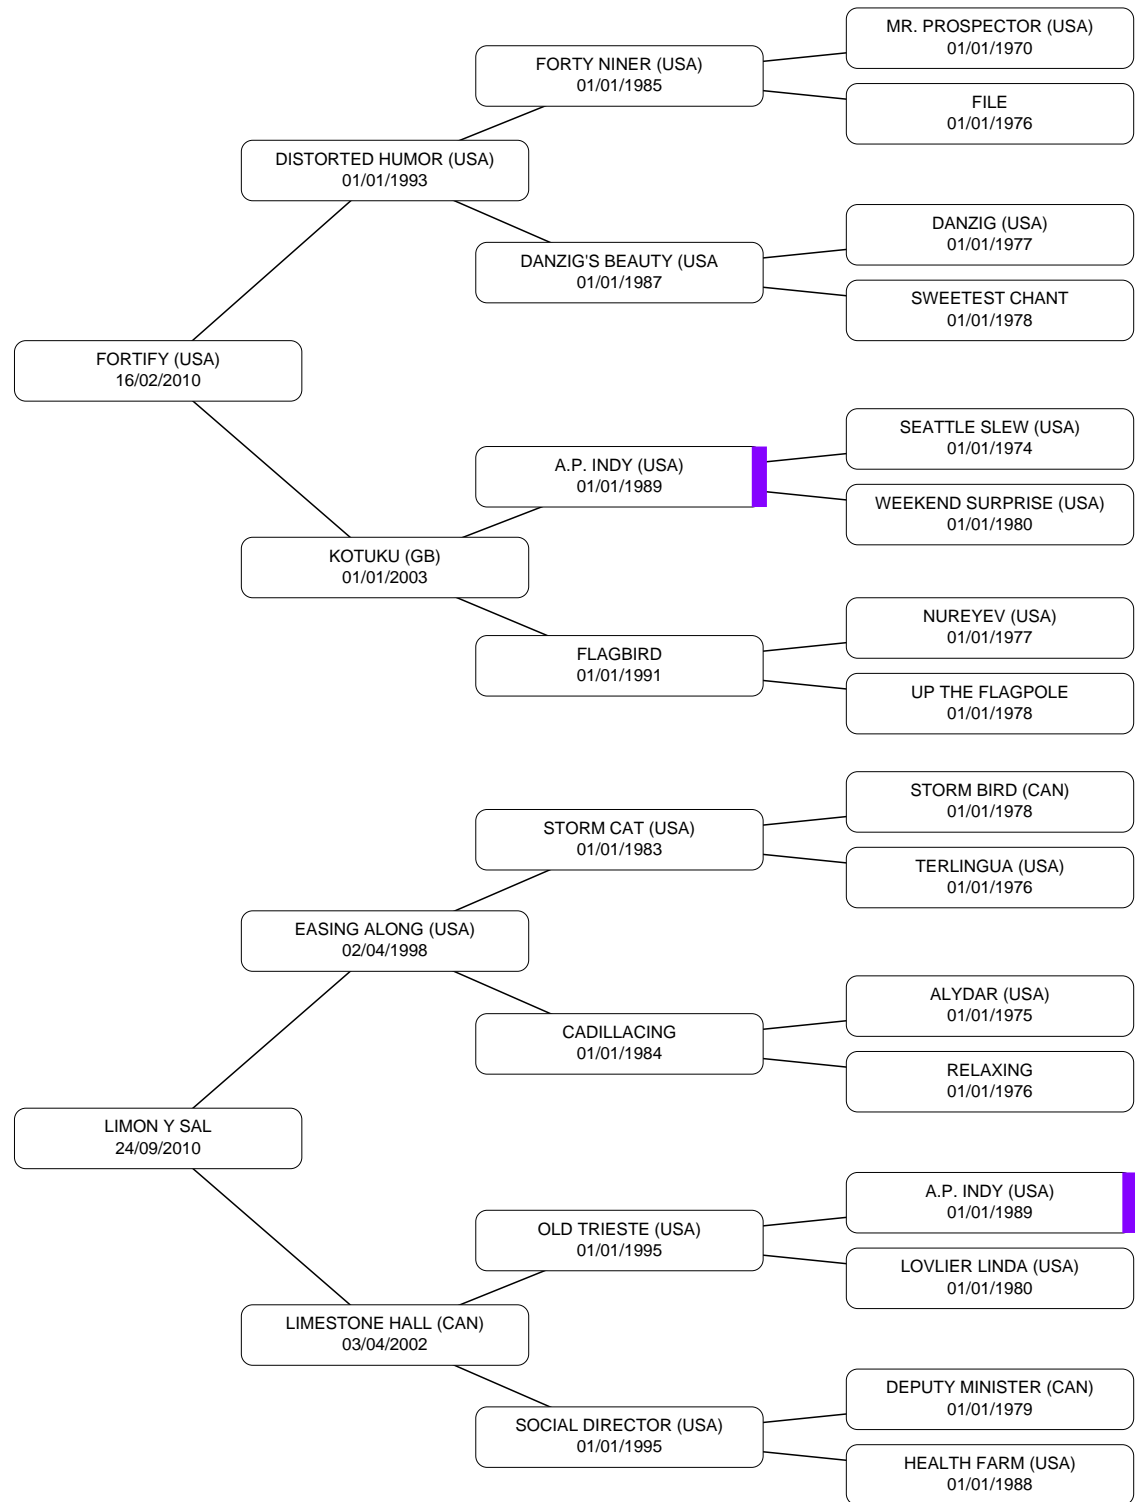 MR. PROSPECTOR (USA)
01/01/1970
FORTY NINER (USA)
01/01/1985
FILE
01/01/1976
DISTORTED HUMOR (USA)
01/01/1993
DANZIG (USA)
01/01/1977
DANZIG'S BEAUTY (USA
01/01/1987
SWEETEST CHANT
01/01/1978
FORTIFY (USA)
16/02/2010
SEATTLE SLEW (USA)
01/01/1974
A.P. INDY (USA)
01/01/1989
WEEKEND SURPRISE (USA)
01/01/1980
KOTUKU (GB)
01/01/2003
NUREYEV (USA)
01/01/1977
FLAGBIRD
01/01/1991
UP THE FLAGPOLE
01/01/1978
STORM BIRD (CAN)
01/01/1978
STORM CAT (USA)
01/01/1983
TERLINGUA (USA)
01/01/1976
EASING ALONG (USA)
02/04/1998
ALYDAR (USA)
01/01/1975
CADILLACING
01/01/1984
RELAXING
01/01/1976
LIMON Y SAL
24/09/2010
A.P. INDY (USA)
01/01/1989
OLD TRIESTE (USA)
01/01/1995
LOVLIER LINDA (USA)
01/01/1980
LIMESTONE HALL (CAN)
03/04/2002
DEPUTY MINISTER (CAN)
01/01/1979
SOCIAL DIRECTOR (USA)
01/01/1995
HEALTH FARM (USA)
01/01/1988